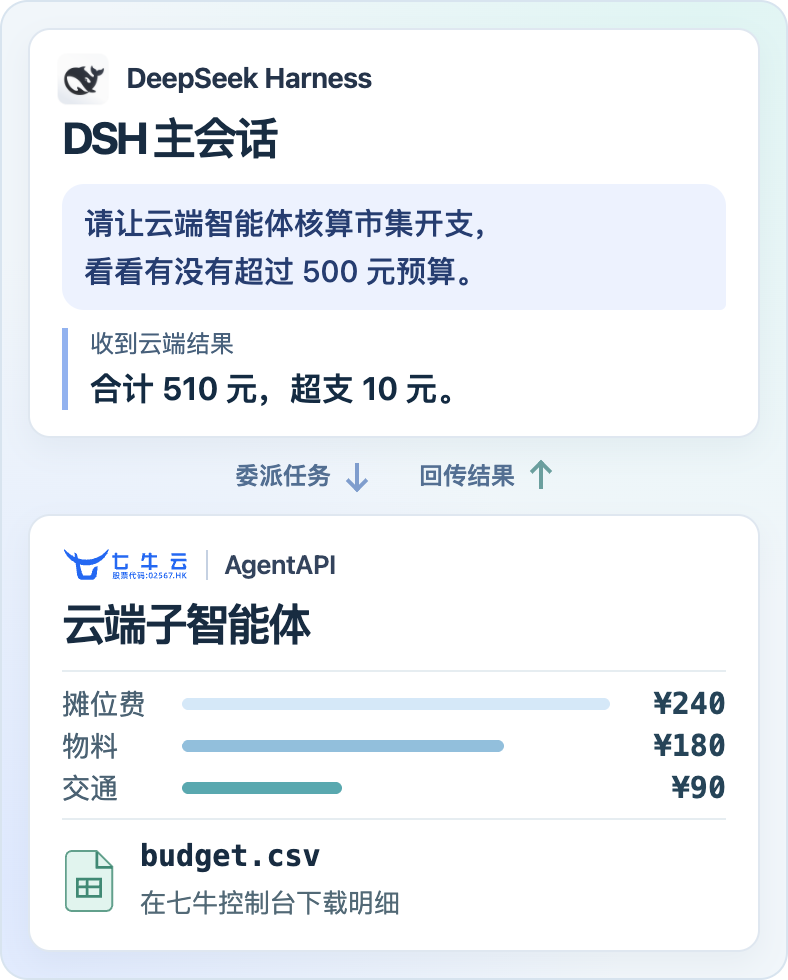 DeepSeek Harness
DSH 主会话
请让云端智能体核算市集开支，
看看有没有超过 500 元预算。
收到云端结果
合计 510 元，超支 10 元。
委派任务 ↓ 回传结果 ↑
七牛云 AgentAPI
股票代码:02567.HK
云端子智能体
摊位费 ¥240
物料 ¥180
交通 ¥90
budget.csv
在七牛控制台下载明细